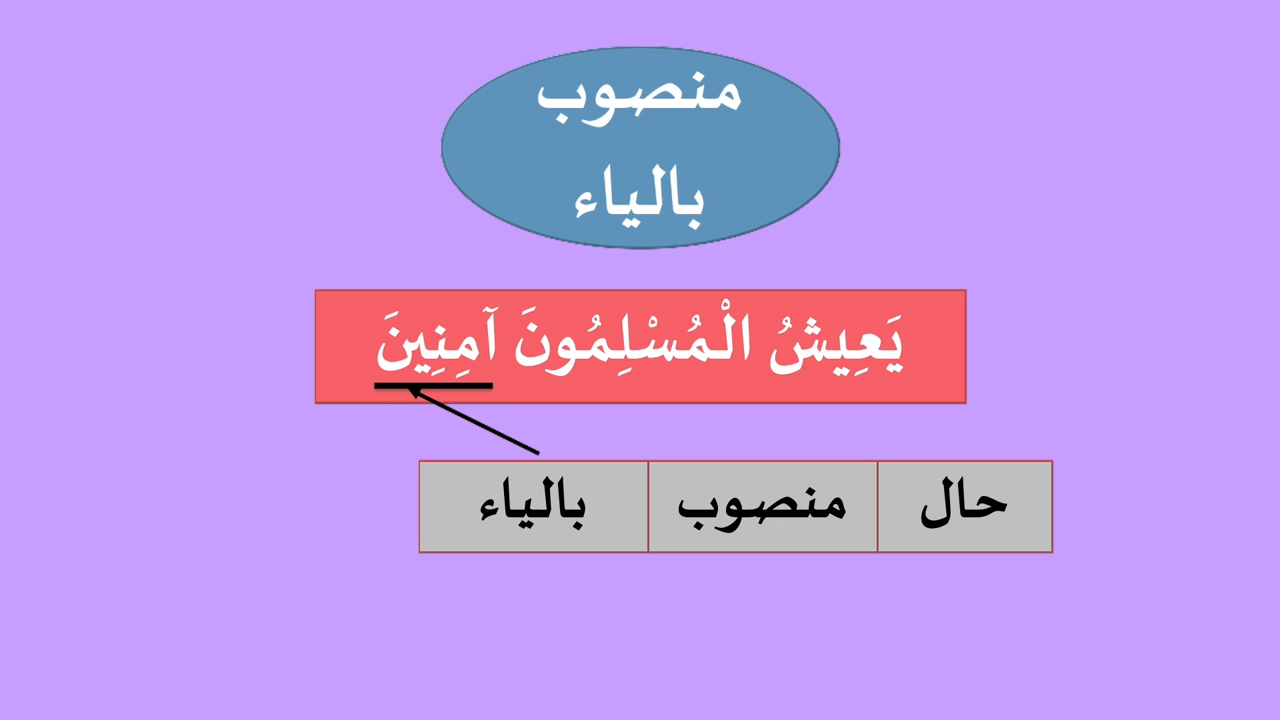 منصوب
بالياء
يَعِيشُ الْمُسْلِمُونَ آمِنِينَ
حال منصوب بالياء